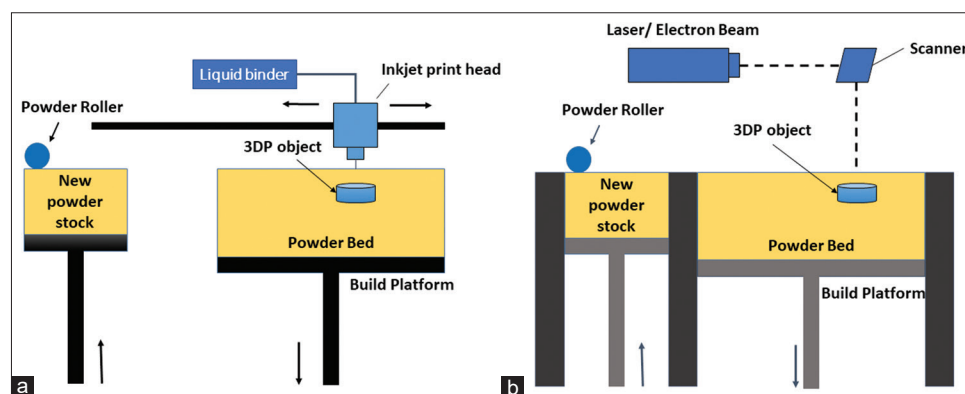 Liquid binder
Inkjet print head
Powder Roller
3DP object
New
powder
stock
Powder Bed
Build Platform
a
Laser/ Electron Beam
Scanner
Powder Roller
3DP object
New
powder
stock
Powder Bed
Build Platform
b